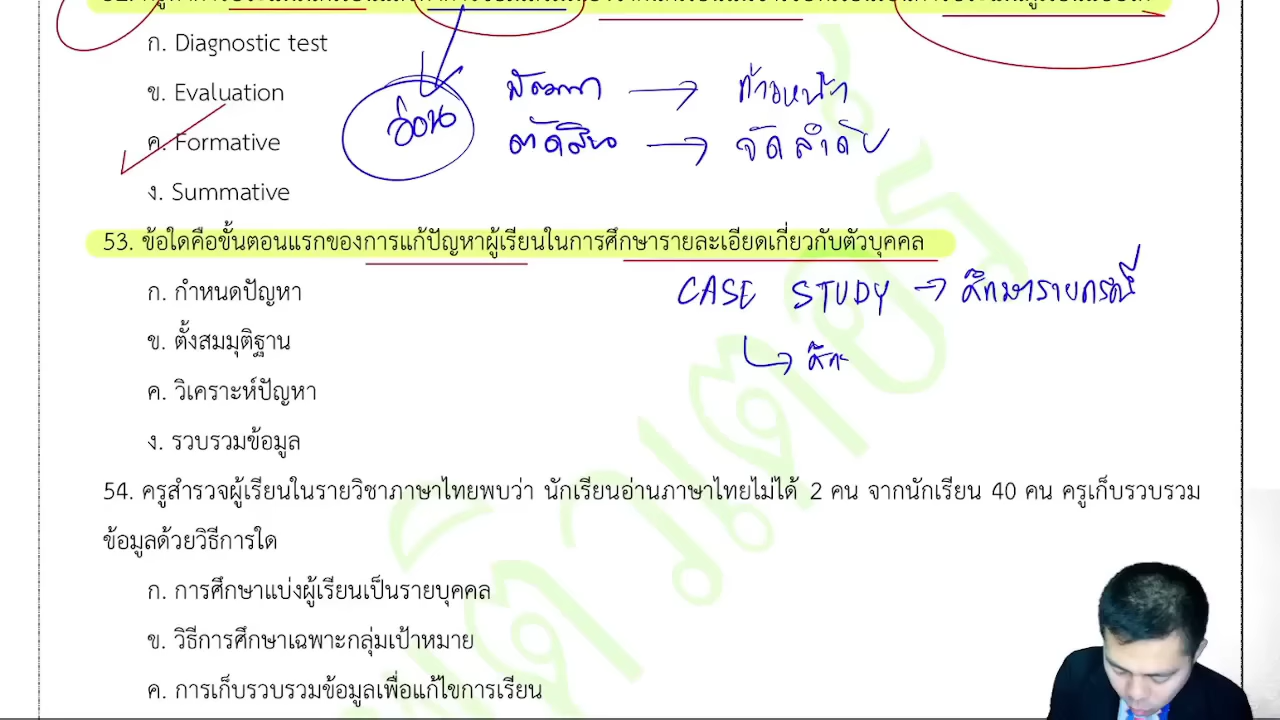 ก. Diagnostic test
ข. Evaluation
ค. Formative
ง. Summative
อ่อน
พัฒนา → ก้าวหน้า
ตัดสิน → จัดลำดับ
53. ข้อใดคือขั้นตอนแรกของการแก้ปัญหาผู้เรียนในการศึกษารายละเอียดเกี่ยวกับตัวบุคคล
ก. กำหนดปัญหา
ข. ตั้งสมมุติฐาน
ค. วิเคราะห์ปัญหา
ง. รวบรวมข้อมูล
CASE STUDY → ศึกษารายกรณี
54. ครูสำรวจผู้เรียนในรายวิชาภาษาไทยพบว่า นักเรียนอ่านภาษาไทยไม่ได้ 2 คน จากนักเรียน 40 คน ครูเก็บรวบรวม
ข้อมูลด้วยวิธีการใด
ก. การศึกษาแบ่งผู้เรียนเป็นรายบุคคล
ข. วิธีการศึกษาเฉพาะกลุ่มเป้าหมาย
ค. การเก็บรวบรวมข้อมูลเพื่อแก้ไขการเรียน